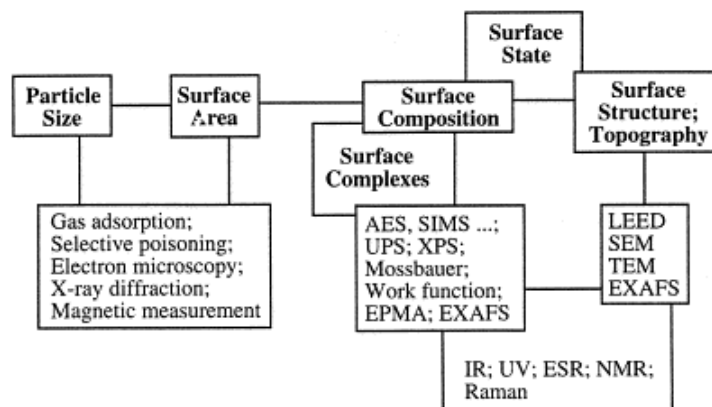 Surface
State
Particle
Size
Surface
Area
Surface
Composition
Surface
Structure;
Topography
Surface
Complexes
Gas adsorption;
Selective poisoning;
Electron microscopy;
X-ray diffraction;
Magnetic measurement
AES, SIMS ...;
UPS; XPS;
Mossbauer;
Work function;
EPMA; EXAFS
LEED
SEM
TEM
EXAFS
IR; UV; ESR; NMR;
Raman